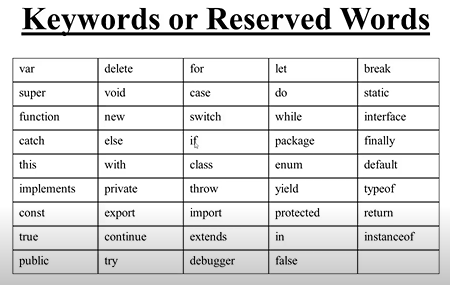 Keywords or Reserved Words
var delete for let break
super void case do static
function new switch while interface
catch else if package finally
this with class enum default
implements private throw yield typeof
const export import protected return
true continue extends in instanceof
public try debugger false